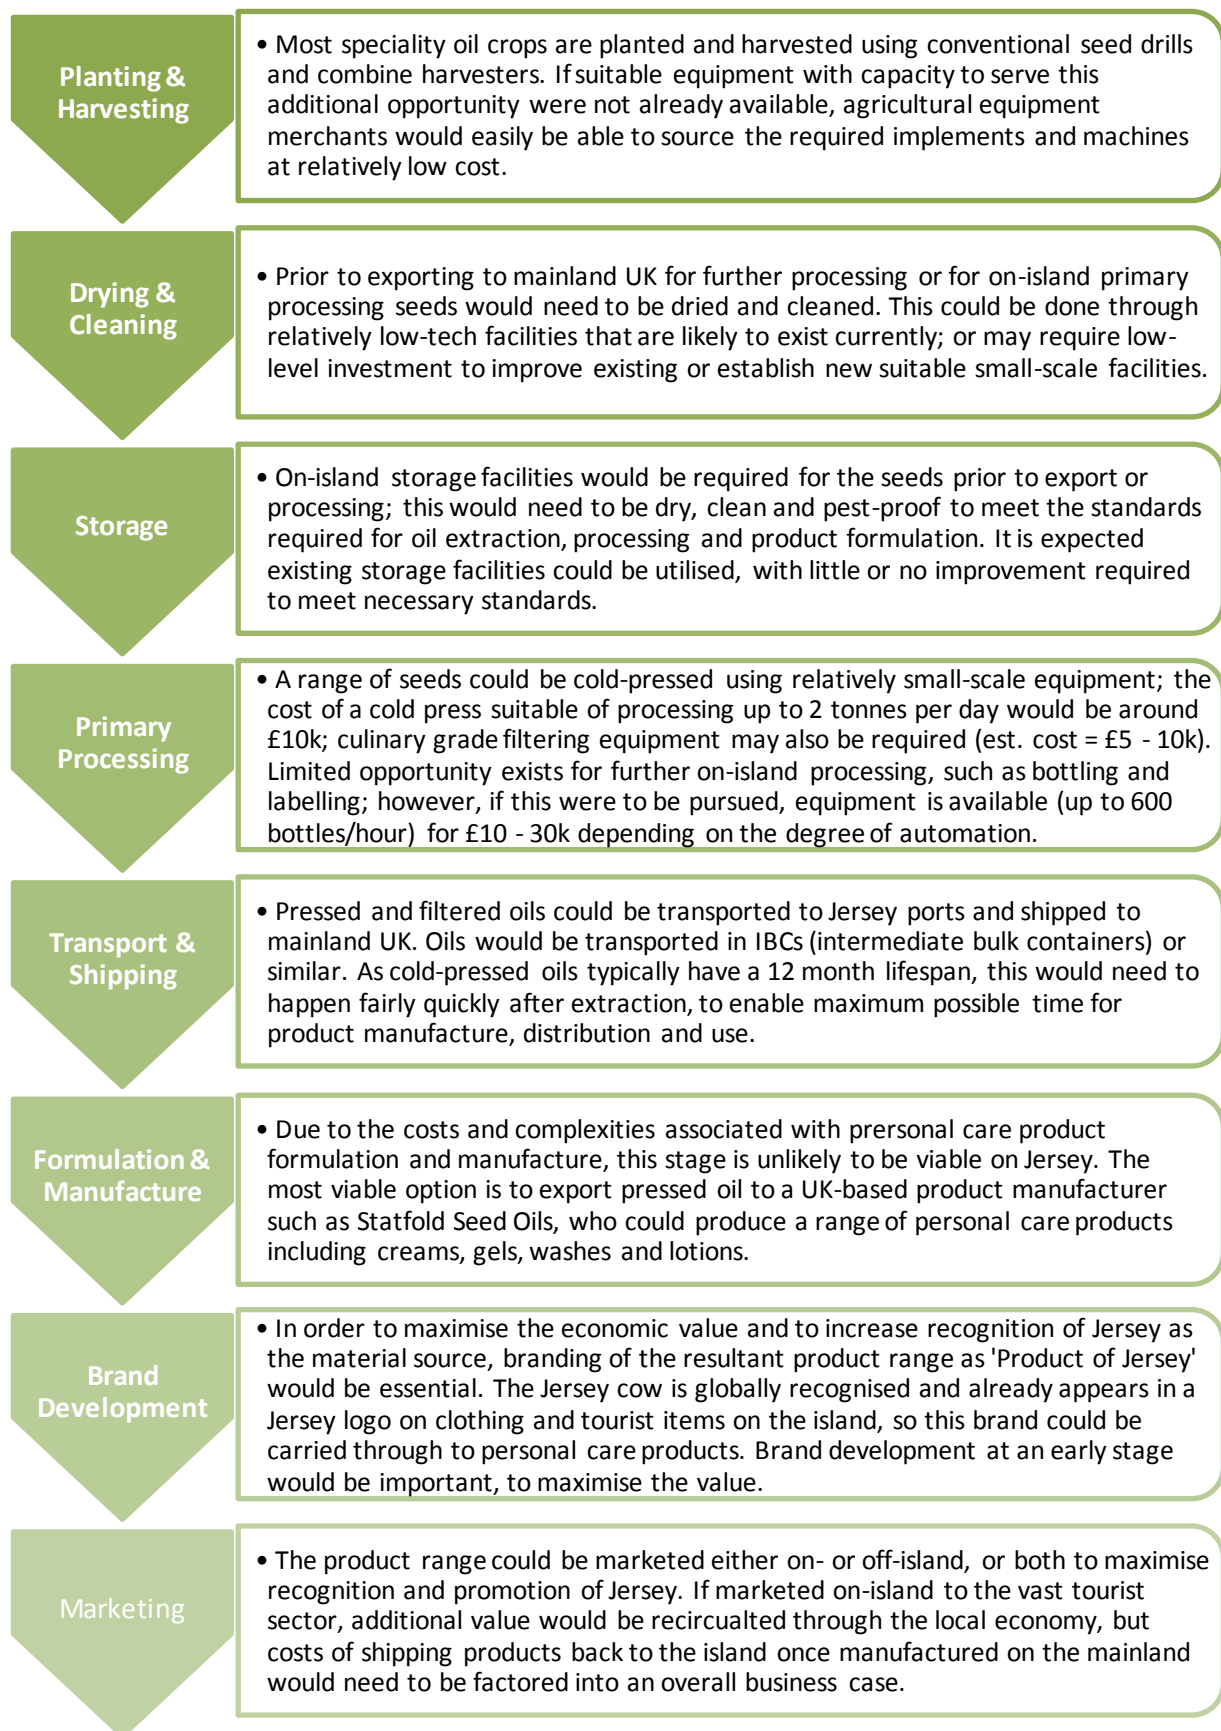 Planting &
Harvesting
• Most speciality oil crops are planted and harvested using conventional seed drills
and combine harvesters. If suitable equipment with capacity to serve this
additional opportunity were not already available, agricultural equipment
merchants would easily be able to source the required implements and machines
at relatively low cost.
Drying &
Cleaning
• Prior to exporting to mainland UK for further processing or for on-island primary
processing seeds would need to be dried and cleaned. This could be done through
relatively low-tech facilities that are likely to exist currently; or may require low-
level investment to improve existing or establish new suitable small-scale facilities.
Storage
• On-island storage facilities would be required for the seeds prior to export or
processing; this would need to be dry, clean and pest-proof to meet the standards
required for oil extraction, processing and product formulation. It is expected
existing storage facilities could be utilised, with little or no improvement required
to meet necessary standards.
Primary
Processing
• A range of seeds could be cold-pressed using relatively small-scale equipment; the
cost of a cold press suitable of processing up to 2 tonnes per day would be around
£10k; culinary grade filtering equipment may also be required (est. cost = £5 - 10k).
Limited opportunity exists for further on-island processing, such as bottling and
labelling; however, if this were to be pursued, equipment is available (up to 600
bottles/hour) for £10 - 30k depending on the degree of automation.
Transport &
Shipping
• Pressed and filtered oils could be transported to Jersey ports and shipped to
mainland UK. Oils would be transported in IBCs (intermediate bulk containers) or
similar. As cold-pressed oils typically have a 12 month lifespan, this would need to
happen fairly quickly after extraction, to enable maximum possible time for
product manufacture, distribution and use.
Formulation &
Manufacture
• Due to the costs and complexities associated with prersonal care product
formulation and manufacture, this stage is unlikely to be viable on Jersey. The
most viable option is to export pressed oil to a UK-based product manufacturer
such as Statfold Seed Oils, who could produce a range of personal care products
including creams, gels, washes and lotions.
Brand
Development
• In order to maximise the economic value and to increase recognition of Jersey as
the material source, branding of the resultant product range as 'Product of Jersey'
would be essential. The Jersey cow is globally recognised and already appears in a
Jersey logo on clothing and tourist items on the island, so this brand could be
carried through to personal care products. Brand development at an early stage
would be important, to maximise the value.
Marketing
• The product range could be marketed either on- or off-island, or both to maximise
recognition and promotion of Jersey. If marketed on-island to the vast tourist
sector, additional value would be recircualted through the local economy, but
costs of shipping products back to the island once manufactured on the mainland
would need to be factored into an overall business case.